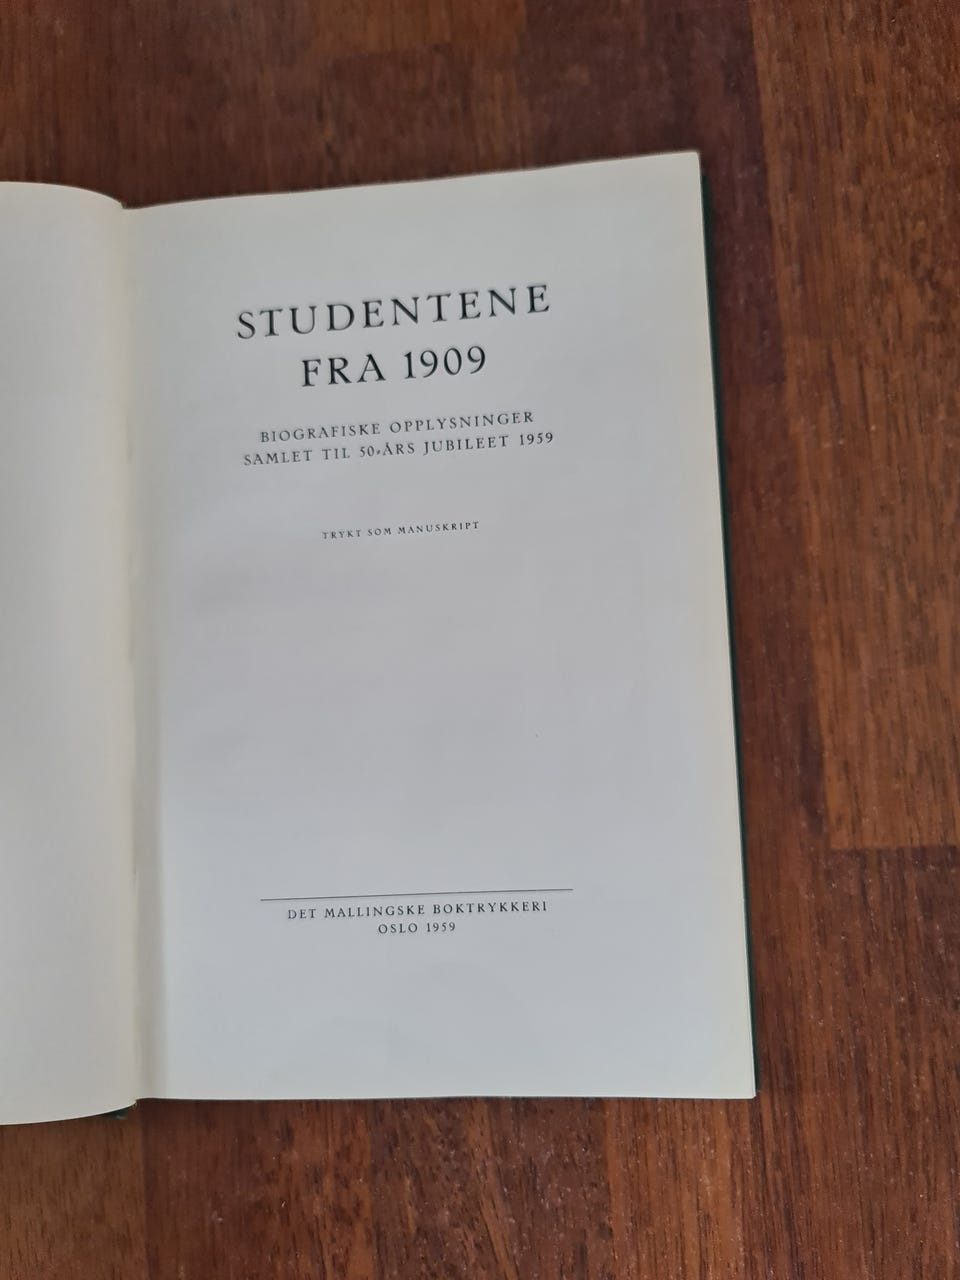 STUDENTENE
FRA 1909
BIOGRAFISKE OPPLYSNINGER
SAMLET TIL 50-ÅRS JUBILEET 1959
TRYKT SOM MANUSKRIPT
DET MALLINGSKE BOKTRYKKERI
OSLO 1959